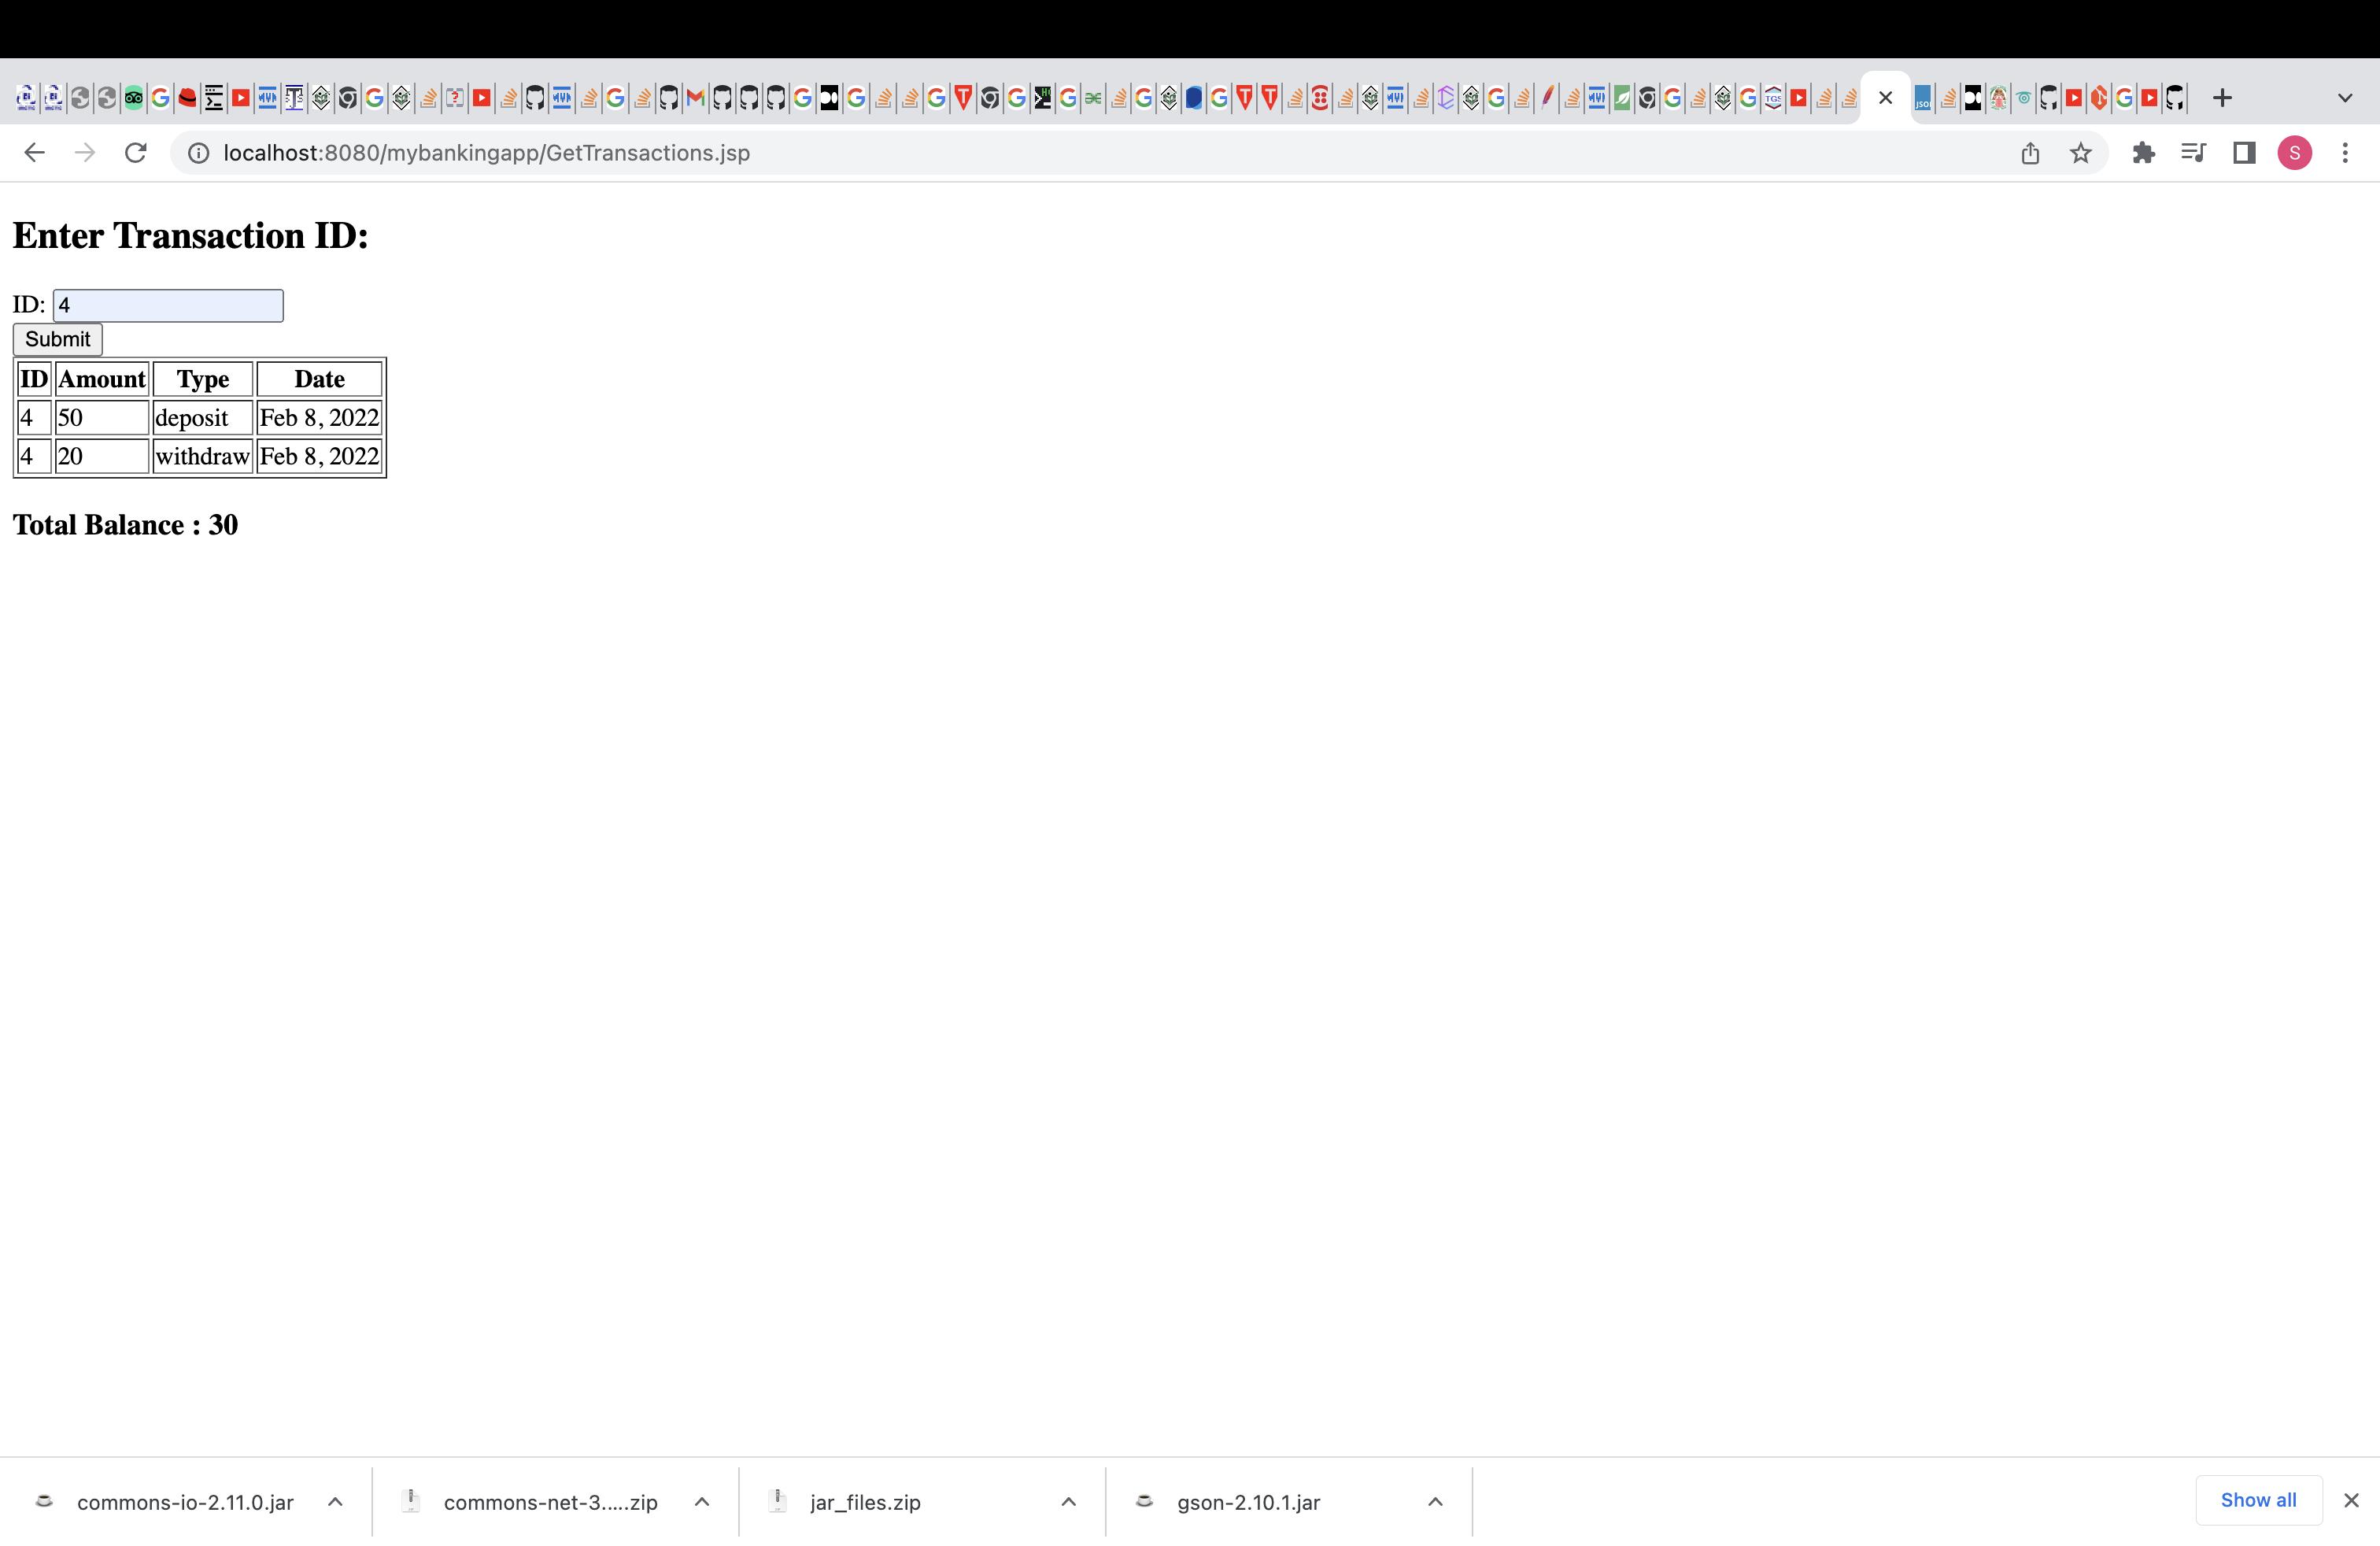 localhost:8080/mybankingapp/GetTransactions.jsp
S
Enter Transaction ID:
ID: 4
Submit
ID Amount Type Date
4 50 deposit Feb 8, 2022
4 20 withdraw Feb 8, 2022
Total Balance : 30
commons-io-2.11.0.jar commons-net-3.....zip jar_files.zip gson-2.10.1.jar Show all